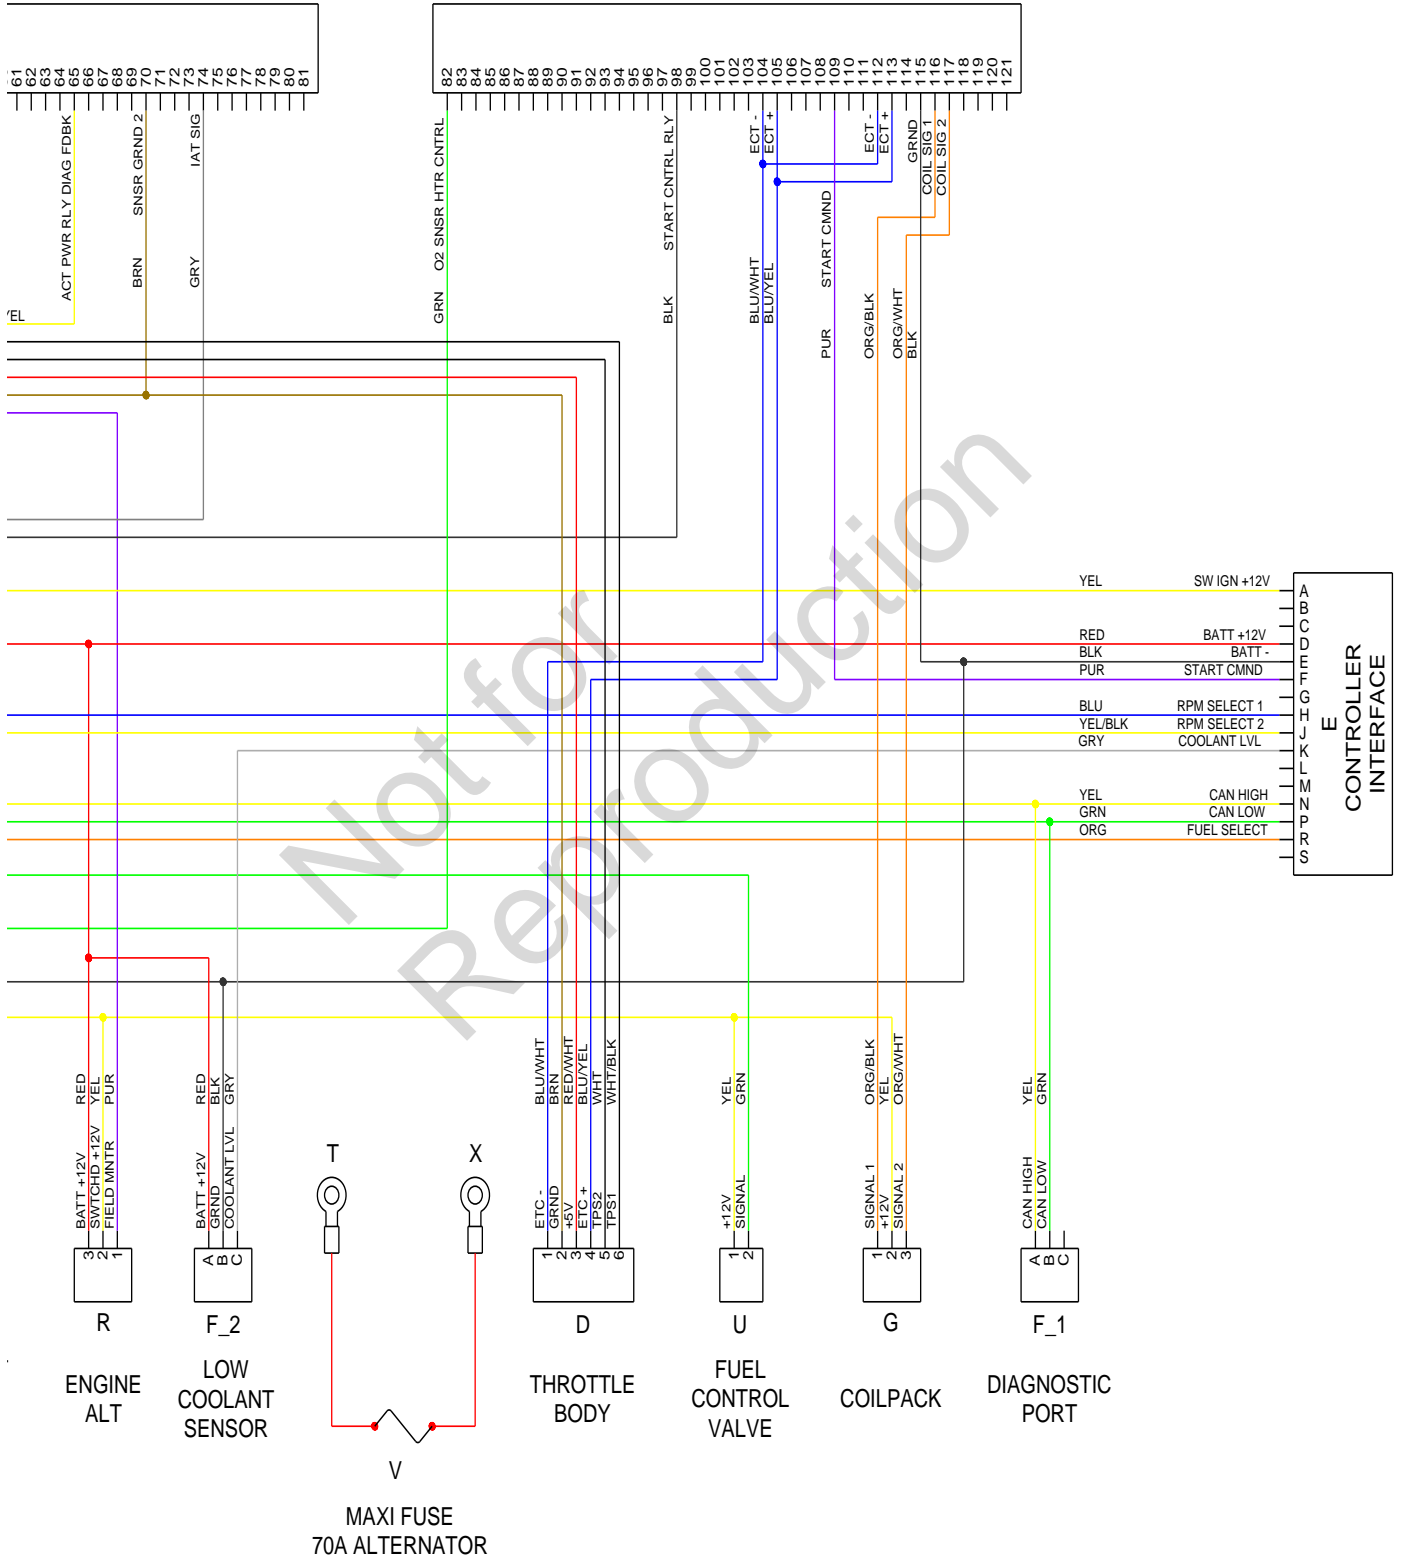 61 62 63 64 65 66 67 68 69 70 71 72 73 74 75 76 77 78 79 80 81
82 83 84 85 86 87 88 89 90 91 92 93 94 95 96 97 98 99 100 101 102 103 104 105 106 107 108 109 110 111 112 113 114 115 116 117 118 119 120 121
ACT PWR RLY DIAG FDBK
BRN SNSR GRND 2
GRY IAT SIG
GRN O2 SNSR HTR CNTRL
BLK START CNTRL RLY
BLU/WHT ECT -
BLU/YEL ECT +
PUR START CMND
ECT -
ECT +
GRND
COIL SIG 1
COIL SIG 2
ORG/BLK
ORG/WHT
BLK
YEL
Not for
Reproduction
YEL SW IGN +12V A
B
C
RED BATT +12V D
BLK BATT - E
PUR START CMND F
G
BLU RPM SELECT 1 H
YEL/BLK RPM SELECT 2 J
GRY COOLANT LVL K
L
M
YEL CAN HIGH N
GRN CAN LOW P
ORG FUEL SELECT R
S
E
CONTROLLER
INTERFACE
BATT +12V RED
SWTCHD +12V YEL
FIELD MNTR PUR
3 2 1
R
ENGINE
ALT
BATT +12V RED
GRND BLK
COOLANT LVL GRY
A B C
F_2
LOW
COOLANT
SENSOR
T
X
V
MAXI FUSE
70A ALTERNATOR
ETC - BLU/WHT
GRND BRN
+5V RED/WHT
ETC + BLU/YEL
TPS2 WHT
TPS1 WHT/BLK
1 2 3 4 5 6
D
THROTTLE
BODY
+12V YEL
SIGNAL GRN
1 2
U
FUEL
CONTROL
VALVE
SIGNAL 1 ORG/BLK
+12V YEL
SIGNAL 2 ORG/WHT
1 2 3
G
COILPACK
CAN HIGH YEL
CAN LOW GRN
A B C
F_1
DIAGNOSTIC
PORT